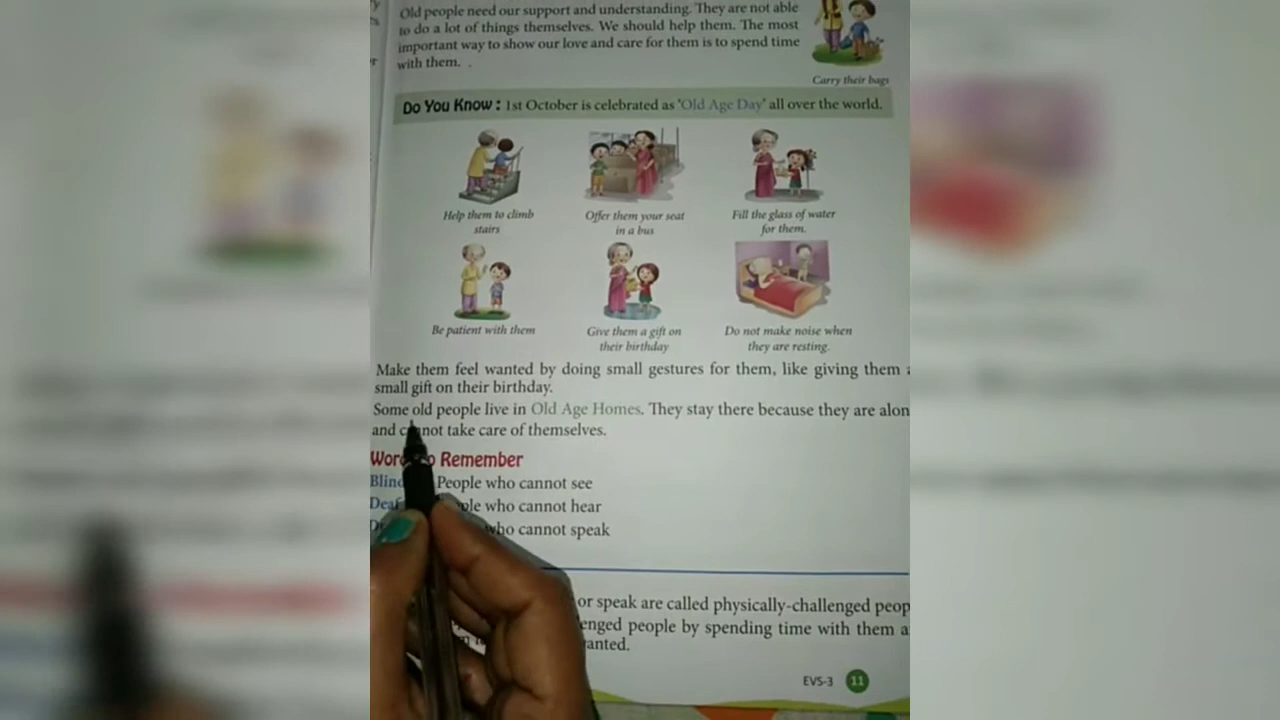 Old people need our support and understanding. They are not able
to do a lot of things themselves. We should help them. The most
important way to show our love and care for them is to spend time
with them.
Carry their bags
Do You Know : 1st October is celebrated as 'Old Age Day' all over the world.
Help them to climb
stairs
Offer them your seat
in a bus
Fill the glass of water
for them.
Be patient with them
Give them a gift on
their birthday
Do not make noise when
they are resting.
Make them feel wanted by doing small gestures for them, like giving them a
small gift on their birthday.
Some old people live in Old Age Homes. They stay there because they are alon
and cannot take care of themselves.
Words to Remember
Blind People who cannot see
Deaf People who cannot hear
who cannot speak
or speak are called physically-challenged peop
enged people by spending time with them a
anted.
EVS-3 11